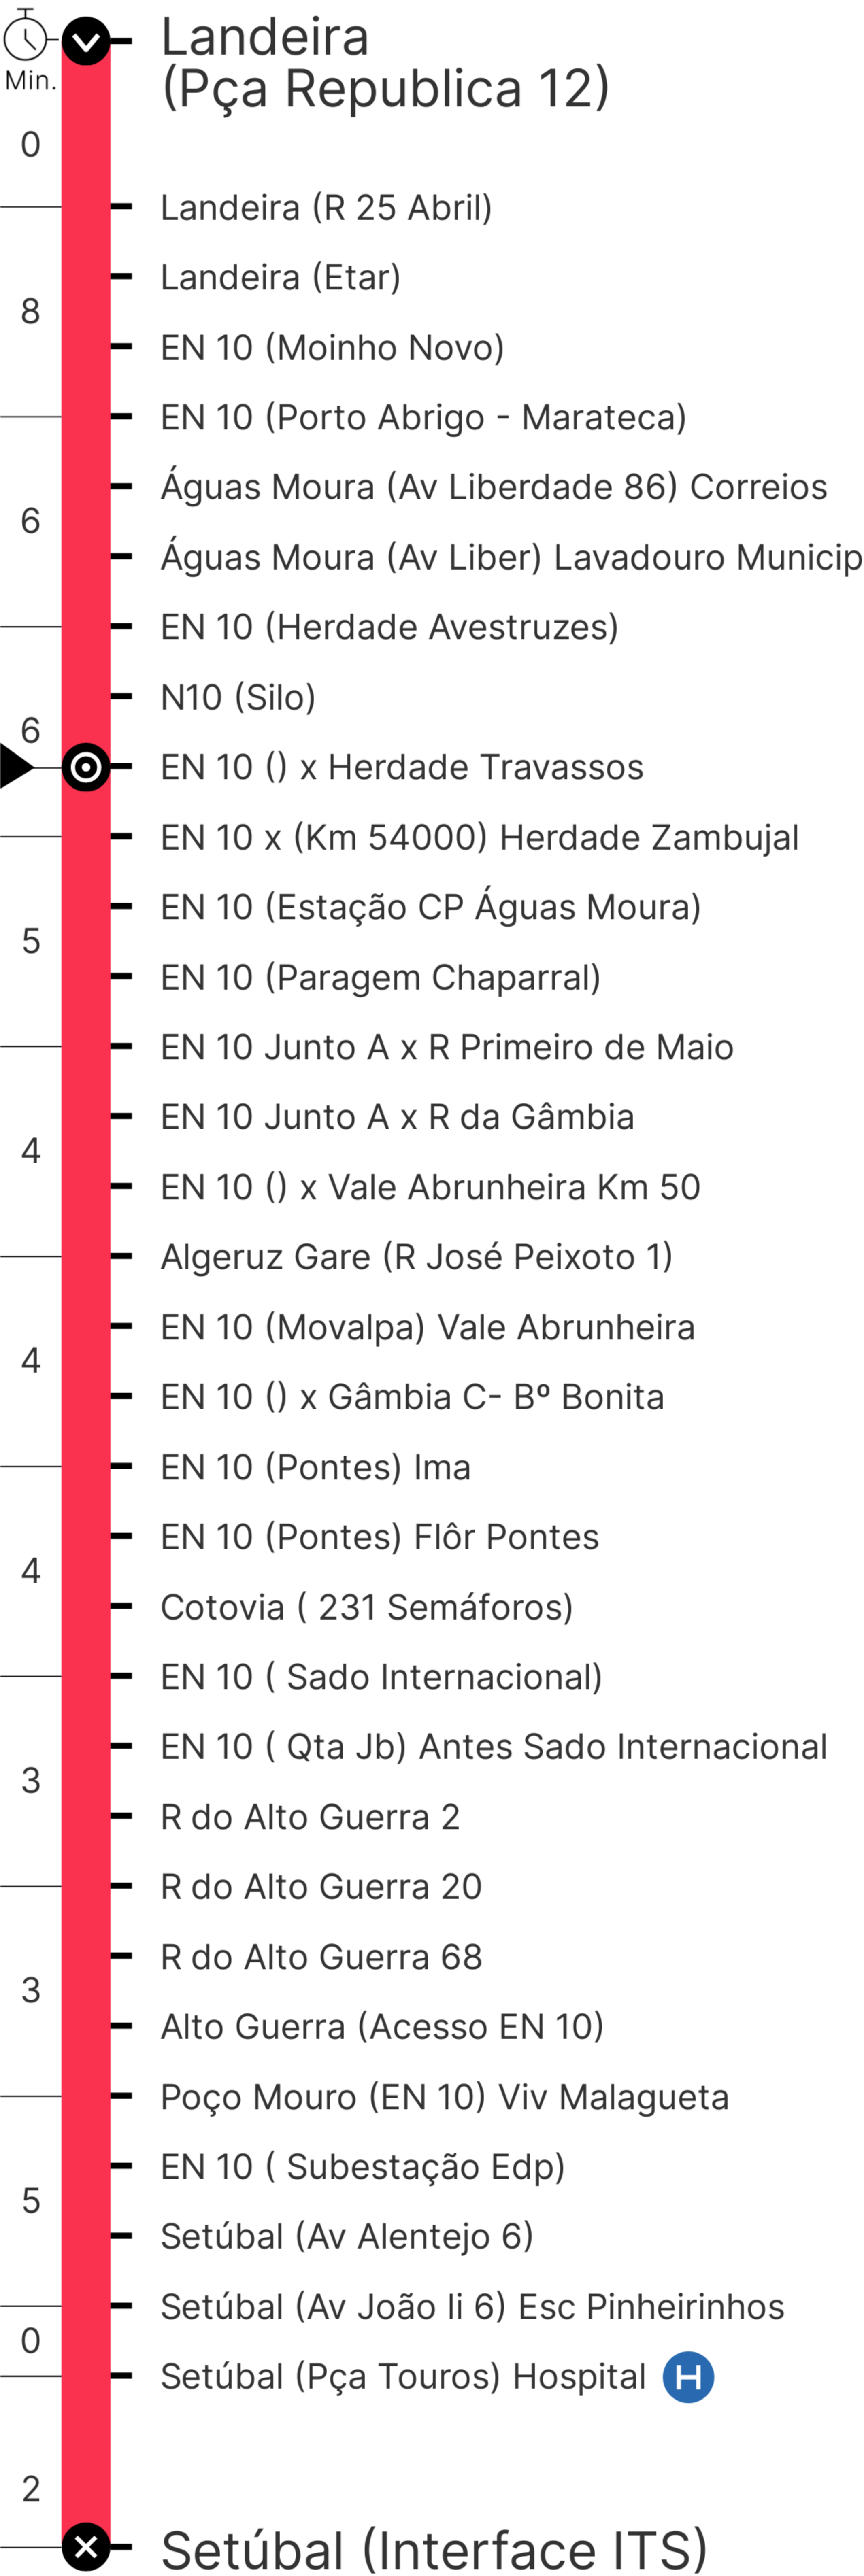 Landeira
(Pça Republica 12)
Min.
0
Landeira (R 25 Abril)
Landeira (Etar)
8
EN 10 (Moinho Novo)
EN 10 (Porto Abrigo - Marateca)
Águas Moura (Av Liberdade 86) Correios
6
Águas Moura (Av Liber) Lavadouro Municip
EN 10 (Herdade Avestruzes)
N10 (Silo)
6
EN 10 () x Herdade Travassos
EN 10 x (Km 54000) Herdade Zambujal
EN 10 (Estação CP Águas Moura)
5
EN 10 (Paragem Chaparral)
EN 10 Junto A x R Primeiro de Maio
EN 10 Junto A x R da Gâmbia
4
EN 10 () x Vale Abrunheira Km 50
Algeruz Gare (R José Peixoto 1)
EN 10 (Movalpa) Vale Abrunheira
4
EN 10 () x Gâmbia C- Bº Bonita
EN 10 (Pontes) Ima
EN 10 (Pontes) Flôr Pontes
4
Cotovia ( 231 Semáforos)
EN 10 ( Sado Internacional)
EN 10 ( Qta Jb) Antes Sado Internacional
3
R do Alto Guerra 2
R do Alto Guerra 20
R do Alto Guerra 68
3
Alto Guerra (Acesso EN 10)
Poço Mouro (EN 10) Viv Malagueta
EN 10 ( Subestação Edp)
5
Setúbal (Av Alentejo 6)
Setúbal (Av João Ii 6) Esc Pinheirinhos
0
Setúbal (Pça Touros) Hospital H
2
Setúbal (Interface ITS)